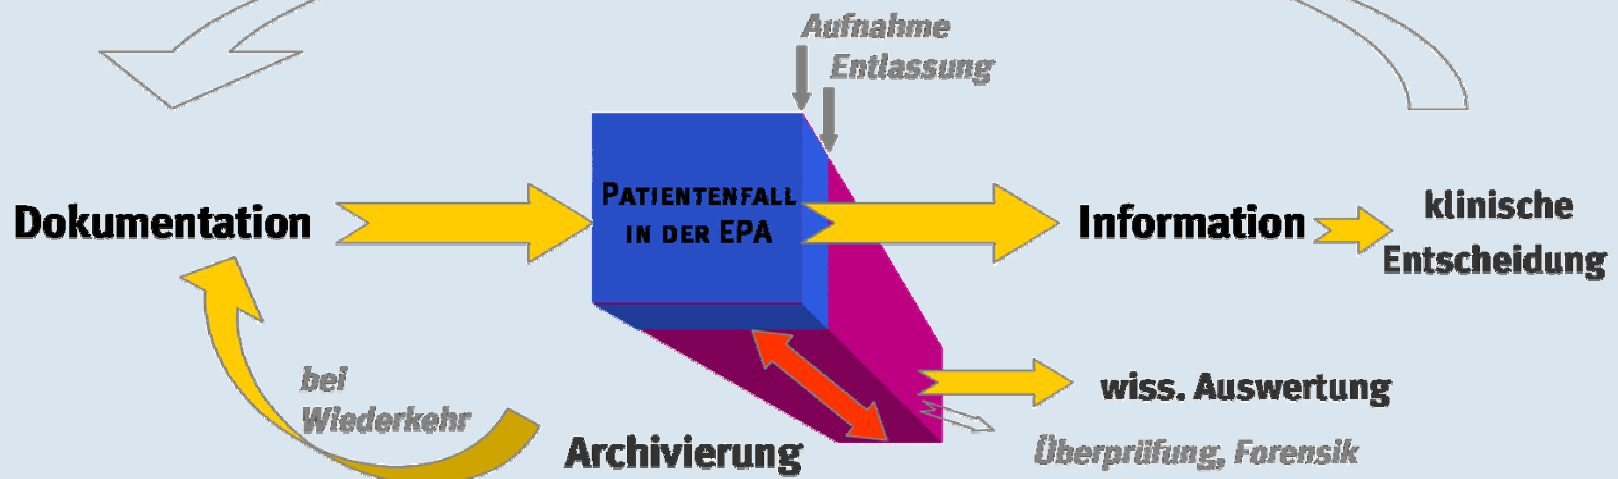 Aufnahme
Entlassung
Dokumentation
PATIENTENFALL
IN DER EPA
Information
klinische
Entscheidung
bei
Wiederkehr
Archivierung
wiss. Auswertung
Überprüfung, Forensik